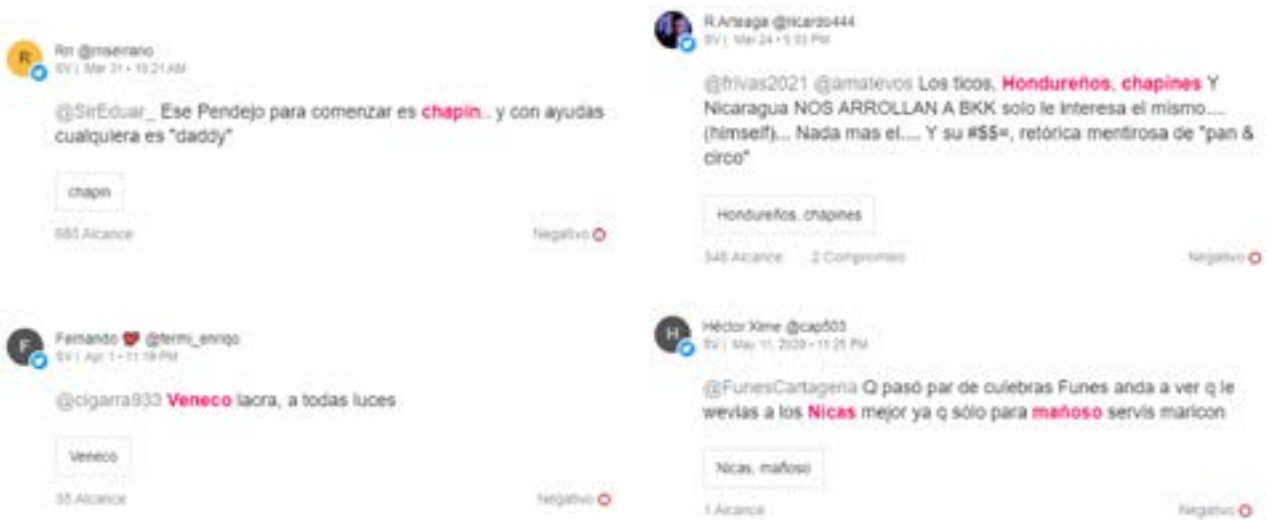 R
Rn @rnserrano
SV | Mar 31 • 10:21 AM
@SirEduar_ Ese Pendejo para comenzar es chapin.. y con ayudas
cualquiera es "daddy"
chapin
Alcance
Negativo
R.Arteaga @ricardo444
SV | Mar 24 • 5:03 PM
@frivas2021 @amatevos Los ticos, Hondureños, chapines Y
Nicaragua NOS ARROLLAN A BKK solo le interesa el mismo....
(himself)... Nada mas el.... Y su #$$=, retórica mentirosa de "pan &
circo"
Hondureños, chapines
Alcance 2 Compromiso
Negativo
F
Fernando @fermi_enriqo
SV | Apr 1 • 11:19 PM
@cigarra933 Veneco lacra, a todas luces
Veneco
Alcance
Negativo
H
Héctor Xime @cap503
SV | May 11, 2020 • 11:25 PM
@FunesCartagena Q pasó par de culebras Funes anda a ver q le
wevias a los Nicas mejor ya q sólo para mañoso servis maricon
Nicas, mañoso
1 Alcance
Negativo